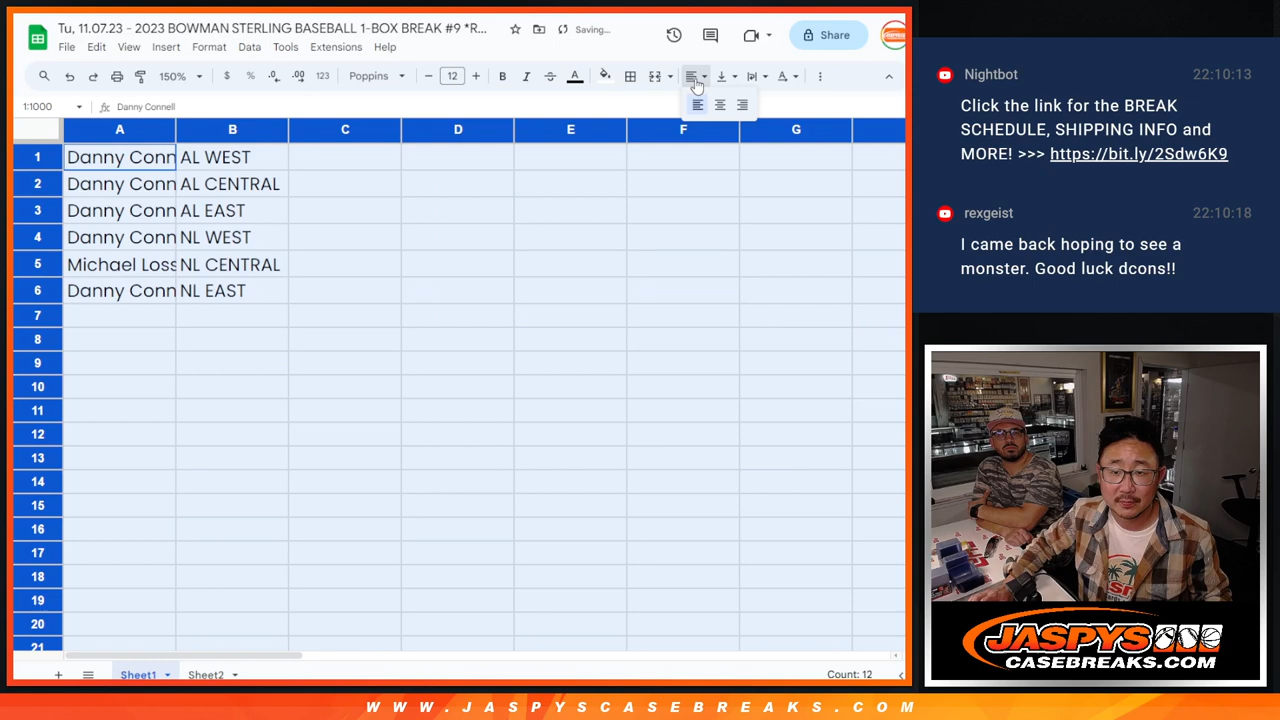 Tu, 11.07.23 - 2023 BOWMAN STERLING BASEBALL 1-BOX BREAK #9 *R...
Saving...
Share
File Edit View Insert Format Data Tools Extensions Help
150% $ % .0 .00 123 Poppins - 12 + B I A
1:1000 fx Danny Connell
A B C D E F G
1 Danny Conn AL WEST
2 Danny Conn AL CENTRAL
3 Danny Conn AL EAST
4 Danny Conn NL WEST
5 Michael Loss NL CENTRAL
6 Danny Conn NL EAST
7
8
9
10
11
12
13
14
15
16
17
18
19
20
21
+ Sheet1 Sheet2 Count: 12
Nightbot 22:10:13
Click the link for the BREAK
SCHEDULE, SHIPPING INFO and
MORE! >>> https://bit.ly/2Sdw6K9
rexgeist 22:10:18
I came back hoping to see a
monster. Good luck dcons!!
JASPYS
CASEBREAKS.COM
WWW.JASPYSCASEBREAKS.COM